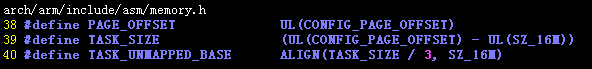 arch/arm/include/asm/memory.h
38 #define PAGE_OFFSET UL(CONFIG_PAGE_OFFSET)
39 #define TASK_SIZE (UL(CONFIG_PAGE_OFFSET) - UL(SZ_16M))
40 #define TASK_UNMAPPED_BASE ALIGN(TASK_SIZE / 3, SZ_16M)